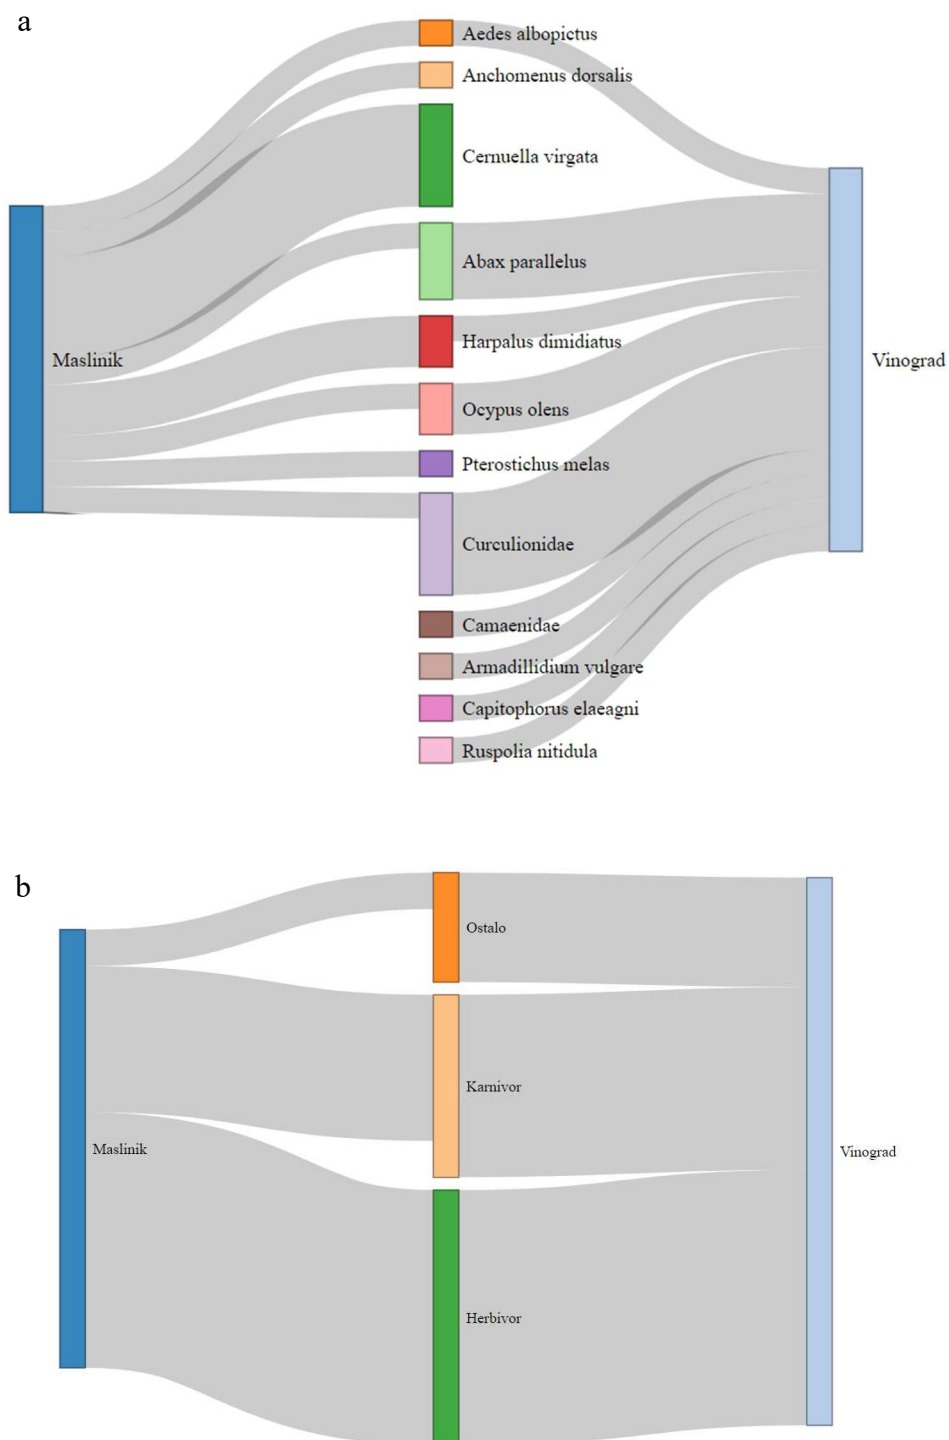 a
Aedes albopictus
Anchomenus dorsalis
Cernuella virgata
Abax parallelus
Harpalus dimidiatus
Maslinik
Vinograd
Ocypus olens
Pterostichus melas
Curculionidae
Camaenidae
Armadillidium vulgare
Capitophorus elaeagni
Ruspolia nitidula
b
Ostalo
Karnivor
Maslinik
Vinograd
Herbivor